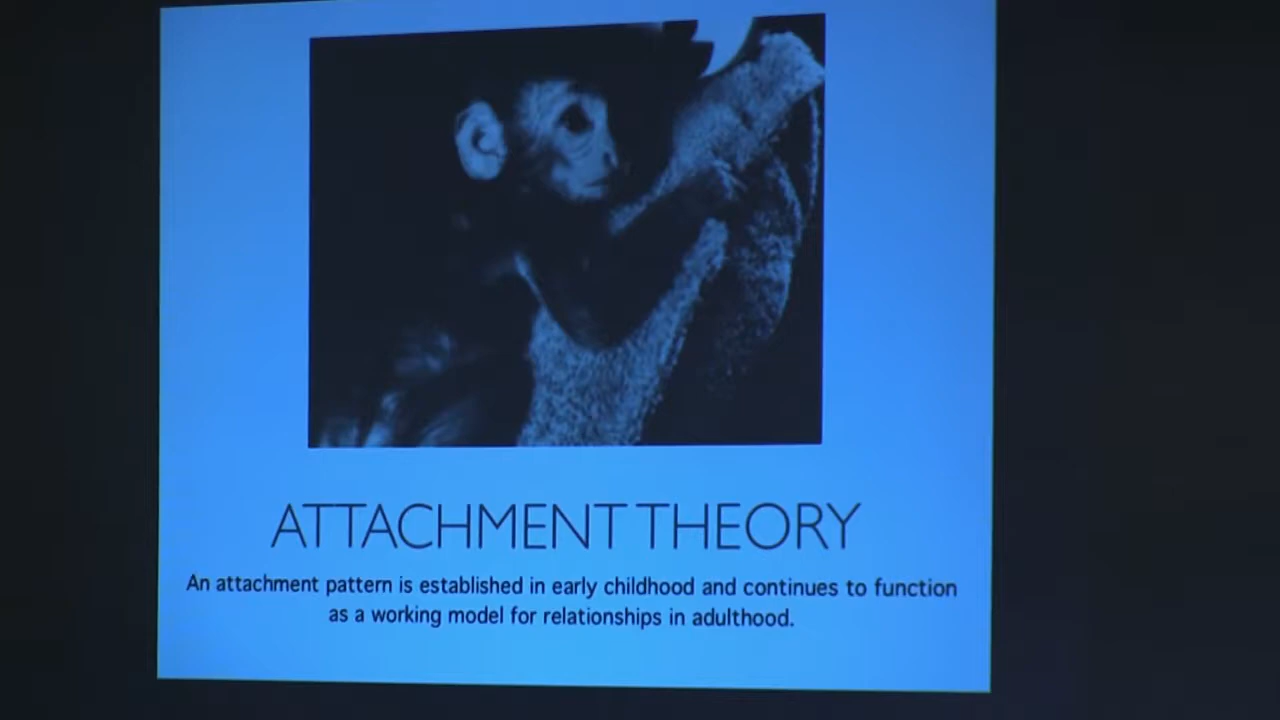 ATTACHMENT THEORY
An attachment pattern is established in early childhood and continues to function
as a working model for relationships in adulthood.